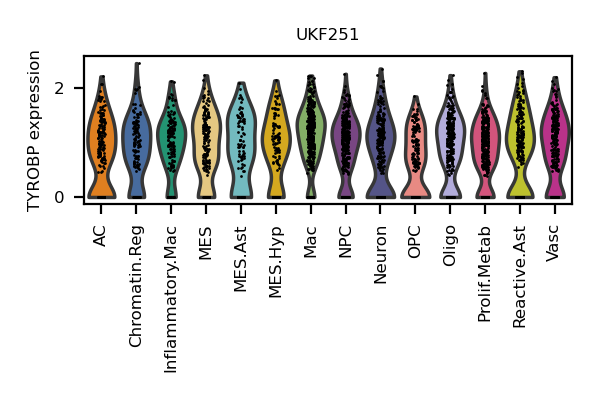 UKF251
TYROBP expression
2
0
AC
Chromatin.Reg
Inflammatory.Mac
MES
MES.Ast
MES.Hyp
Mac
NPC
Neuron
OPC
Oligo
Prolif.Metab
Reactive.Ast
Vasc